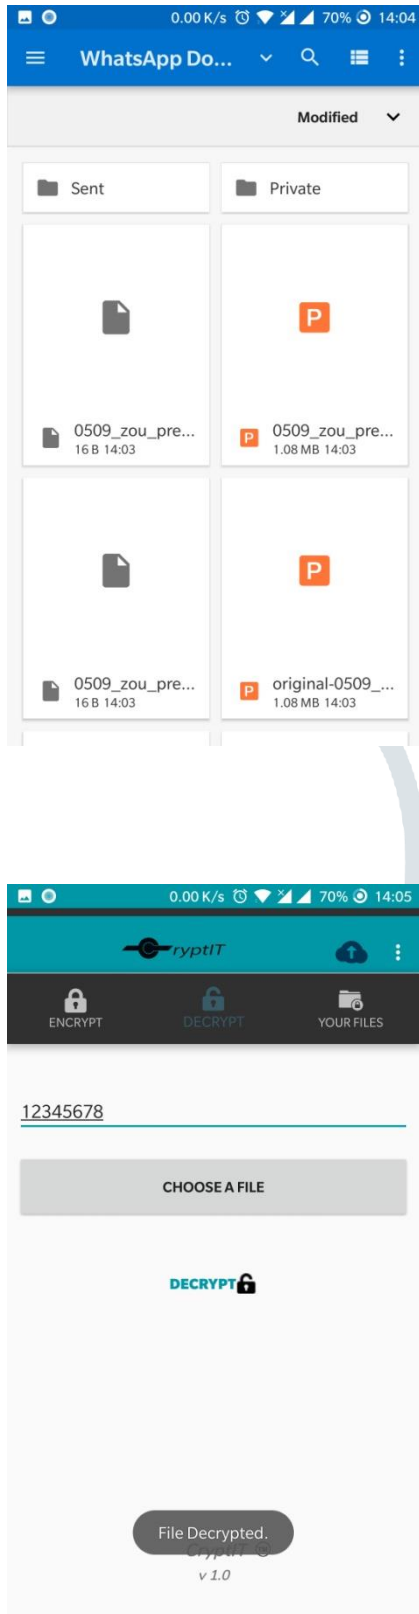 0.00 K/s 70% 14:04
WhatsApp Do...
Modified
Sent Private
P
0509_zou_pre... P 0509_zou_pre...
16 B 14:03 1.08 MB 14:03
P
0509_zou_pre... P original-0509_...
16 B 14:03 1.08 MB 14:03
0.00 K/s 70% 14:05
CryptIT
ENCRYPT DECRYPT YOUR FILES
12345678
CHOOSE A FILE
DECRYPT
File Decrypted.
CryptIT
v 1.0